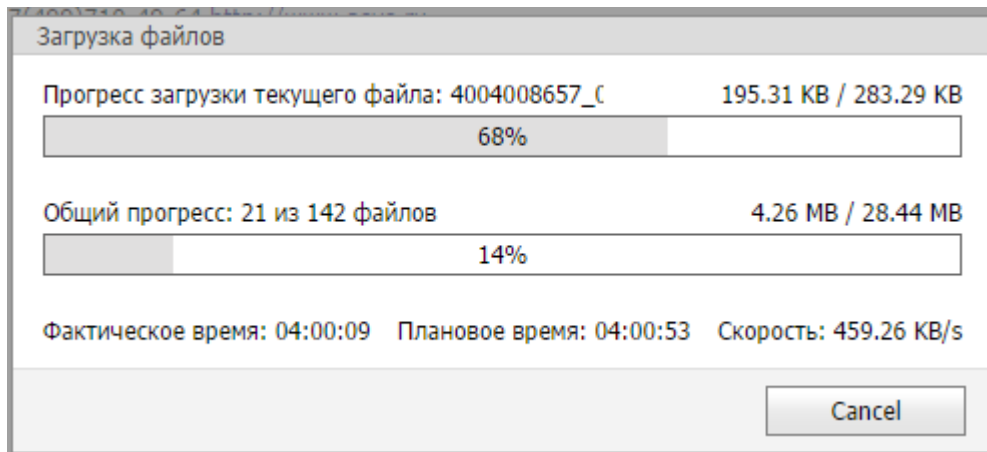 Загрузка файлов
Прогресс загрузки текущего файла: 4004008657_ 195.31 KB / 283.29 KB
68%
Общий прогресс: 21 из 142 файлов 4.26 MB / 28.44 MB
14%
Фактическое время: 04:00:09 Плановое время: 04:00:53 Скорость: 459.26 KB/s
Cancel